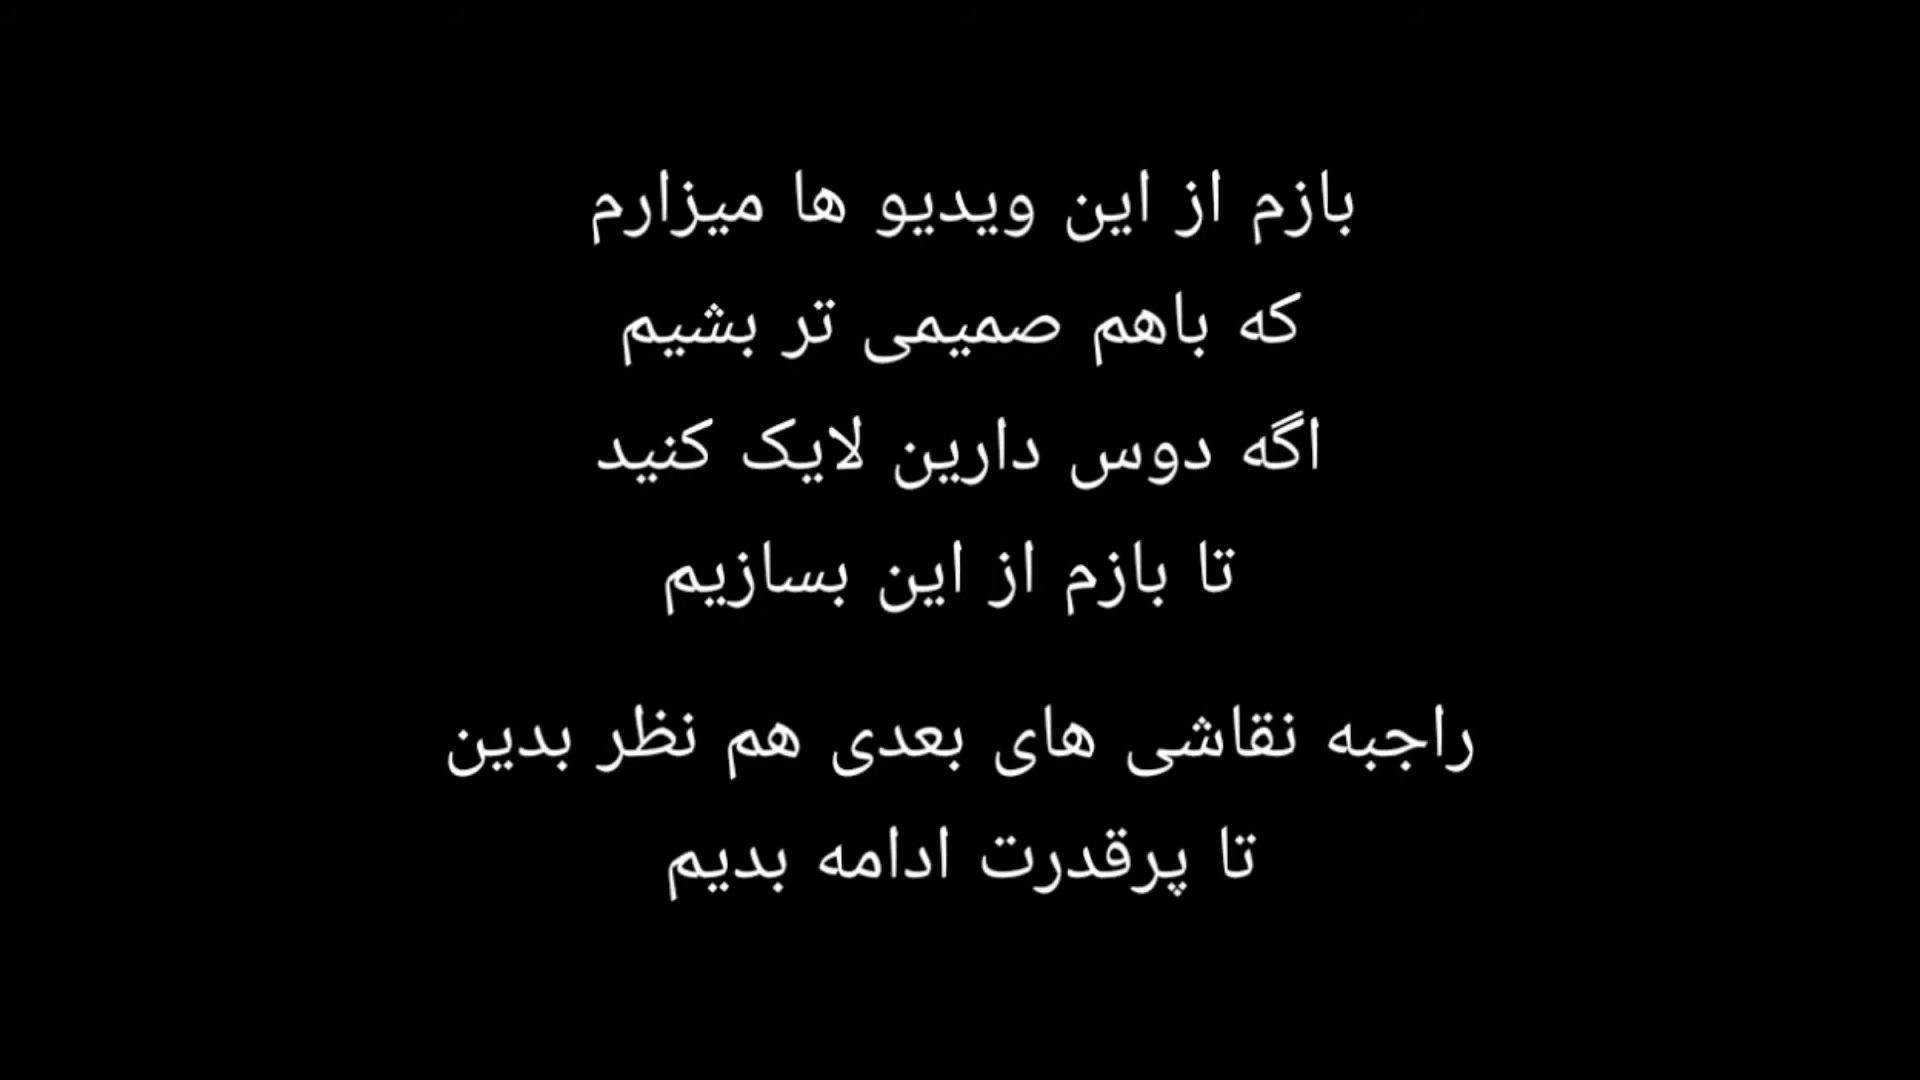 بازم از این ویدیو ها میزارم
که باهم صمیمی تر بشیم
اگه دوس دارین لایک کنید
تا بازم از این بسازیم
راجبه نقاشی های بعدی هم نظر بدین
تا پرقدرت ادامه بدیم